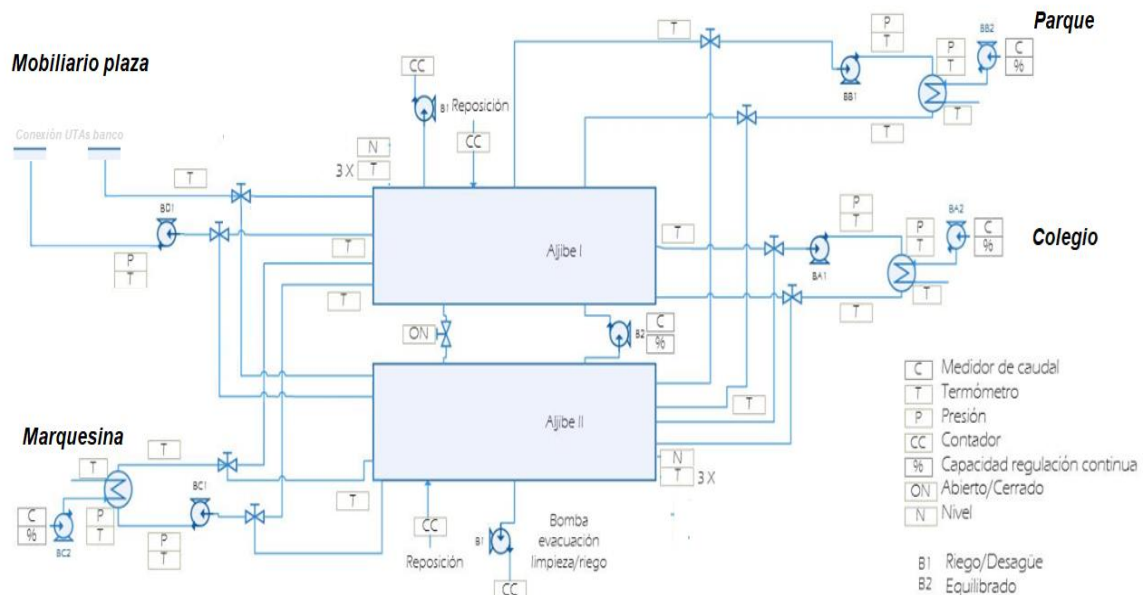 Parque
Mobiliario plaza
Conexión UTAs banco
T
P
T
BB1
P
T
BB2
C
%
T
CC
B1
Reposición
CC
N
3 X
T
T
BD1
P
T
T
T
Aljibe I
T
P
T
BA1
P
T
BA2
C
%
Colegio
T
T
ON
B2
C
%
Aljibe II
T
N
T
3 X
Marquesina
T
T
BC1
C
%
BC2
P
T
P
T
T
CC
Reposición
B1
CC
Bomba
evacuación
limpieza/riego
C Medidor de caudal
T Termómetro
P Presión
CC Contador
% Capacidad regulación continua
ON Abierto/Cerrado
N Nivel
B1 Riego/Desagüe
B2 Equilibrado